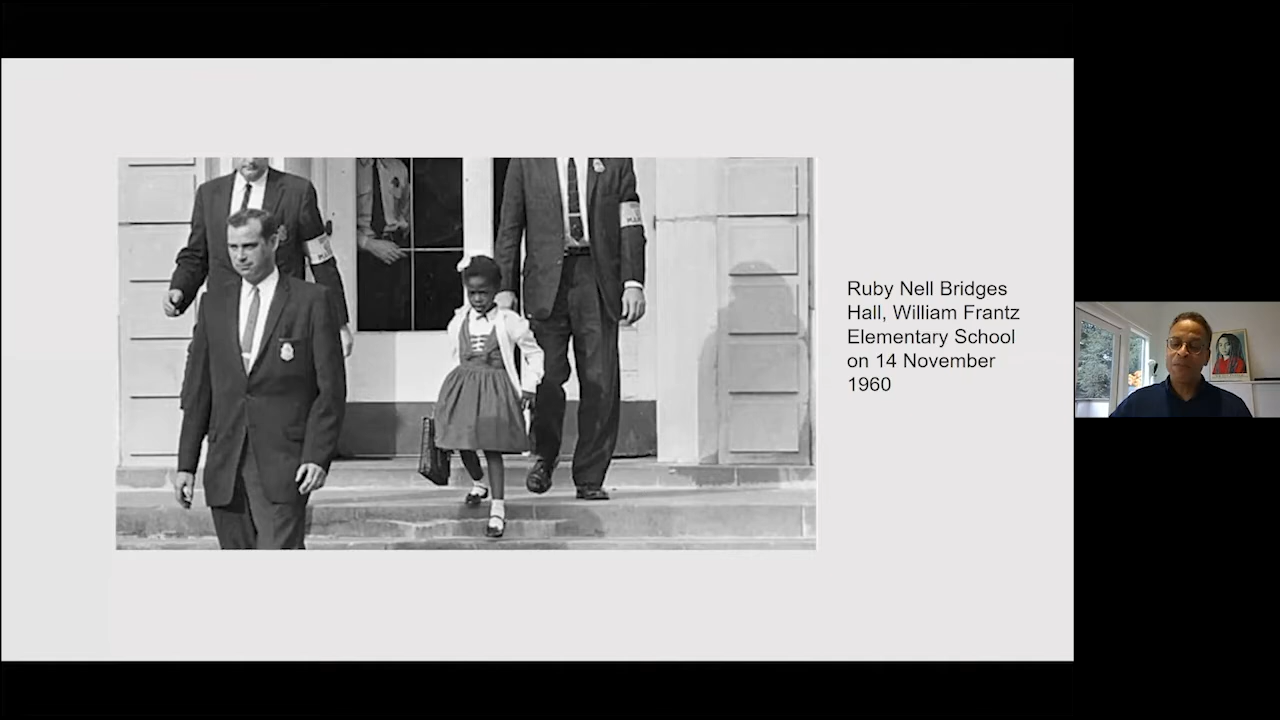 Ruby Nell Bridges
Hall, William Frantz
Elementary School
on 14 November
1960